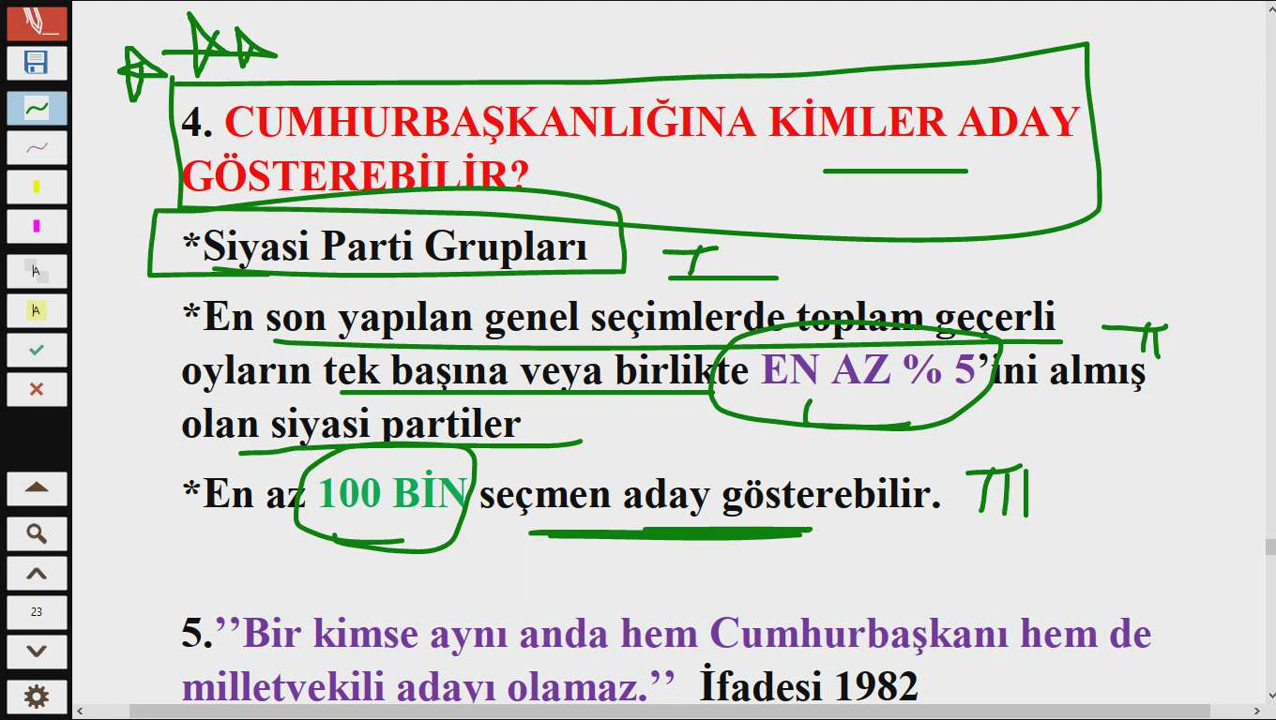 4. CUMHURBAŞKANLIĞINA KİMLER ADAY
GÖSTEREBİLİR?
*Siyasi Parti Grupları
I
*En son yapılan genel seçimlerde toplam geçerli
II
oyların tek başına veya birlikte EN AZ % 5’ini almış
olan siyasi partiler
*En az 100 BİN seçmen aday gösterebilir. III
5.’’Bir kimse aynı anda hem Cumhurbaşkanı hem de
milletvekili adayı olamaz.’’ İfadesi 1982
23